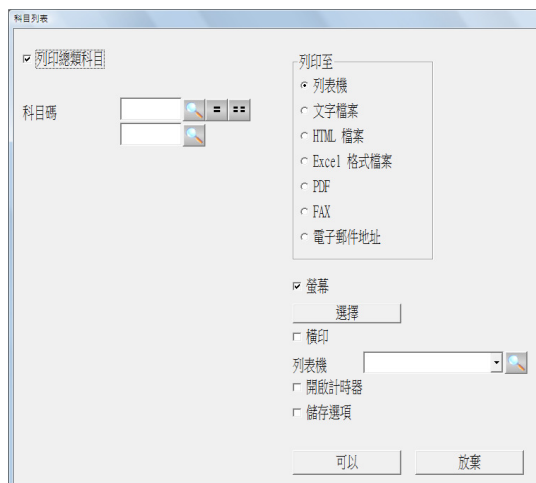 科目列表
列印總類科目
科目碼
= ==
列印至
列表機
文字檔案
HTML 檔案
Excel 格式檔案
PDF
FAX
電子郵件地址
螢幕
選擇
橫印
列表機
開啟計時器
儲存選項
可以 放棄